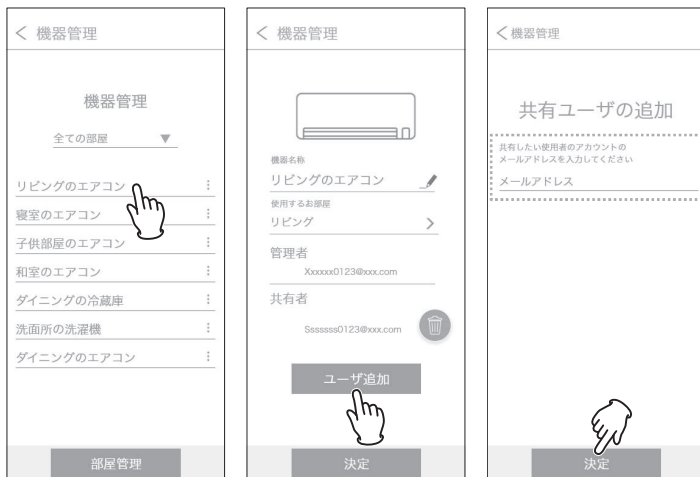 機器管理
機器管理
全ての部屋
リビングのエアコン
寝室のエアコン
子供部屋のエアコン
和室のエアコン
ダイニングの冷蔵庫
洗面所の洗濯機
ダイニングのエアコン
部屋管理
機器管理
機器名称
リビングのエアコン
使用するお部屋
リビング
管理者
Xxxxxx0123@xxx.com
共有者
Sssssss0123@xxx.com
ユーザ追加
決定
機器管理
共有ユーザの追加
共有したい使用者のアカウントの
メールアドレスを入力してください
メールアドレス
決定